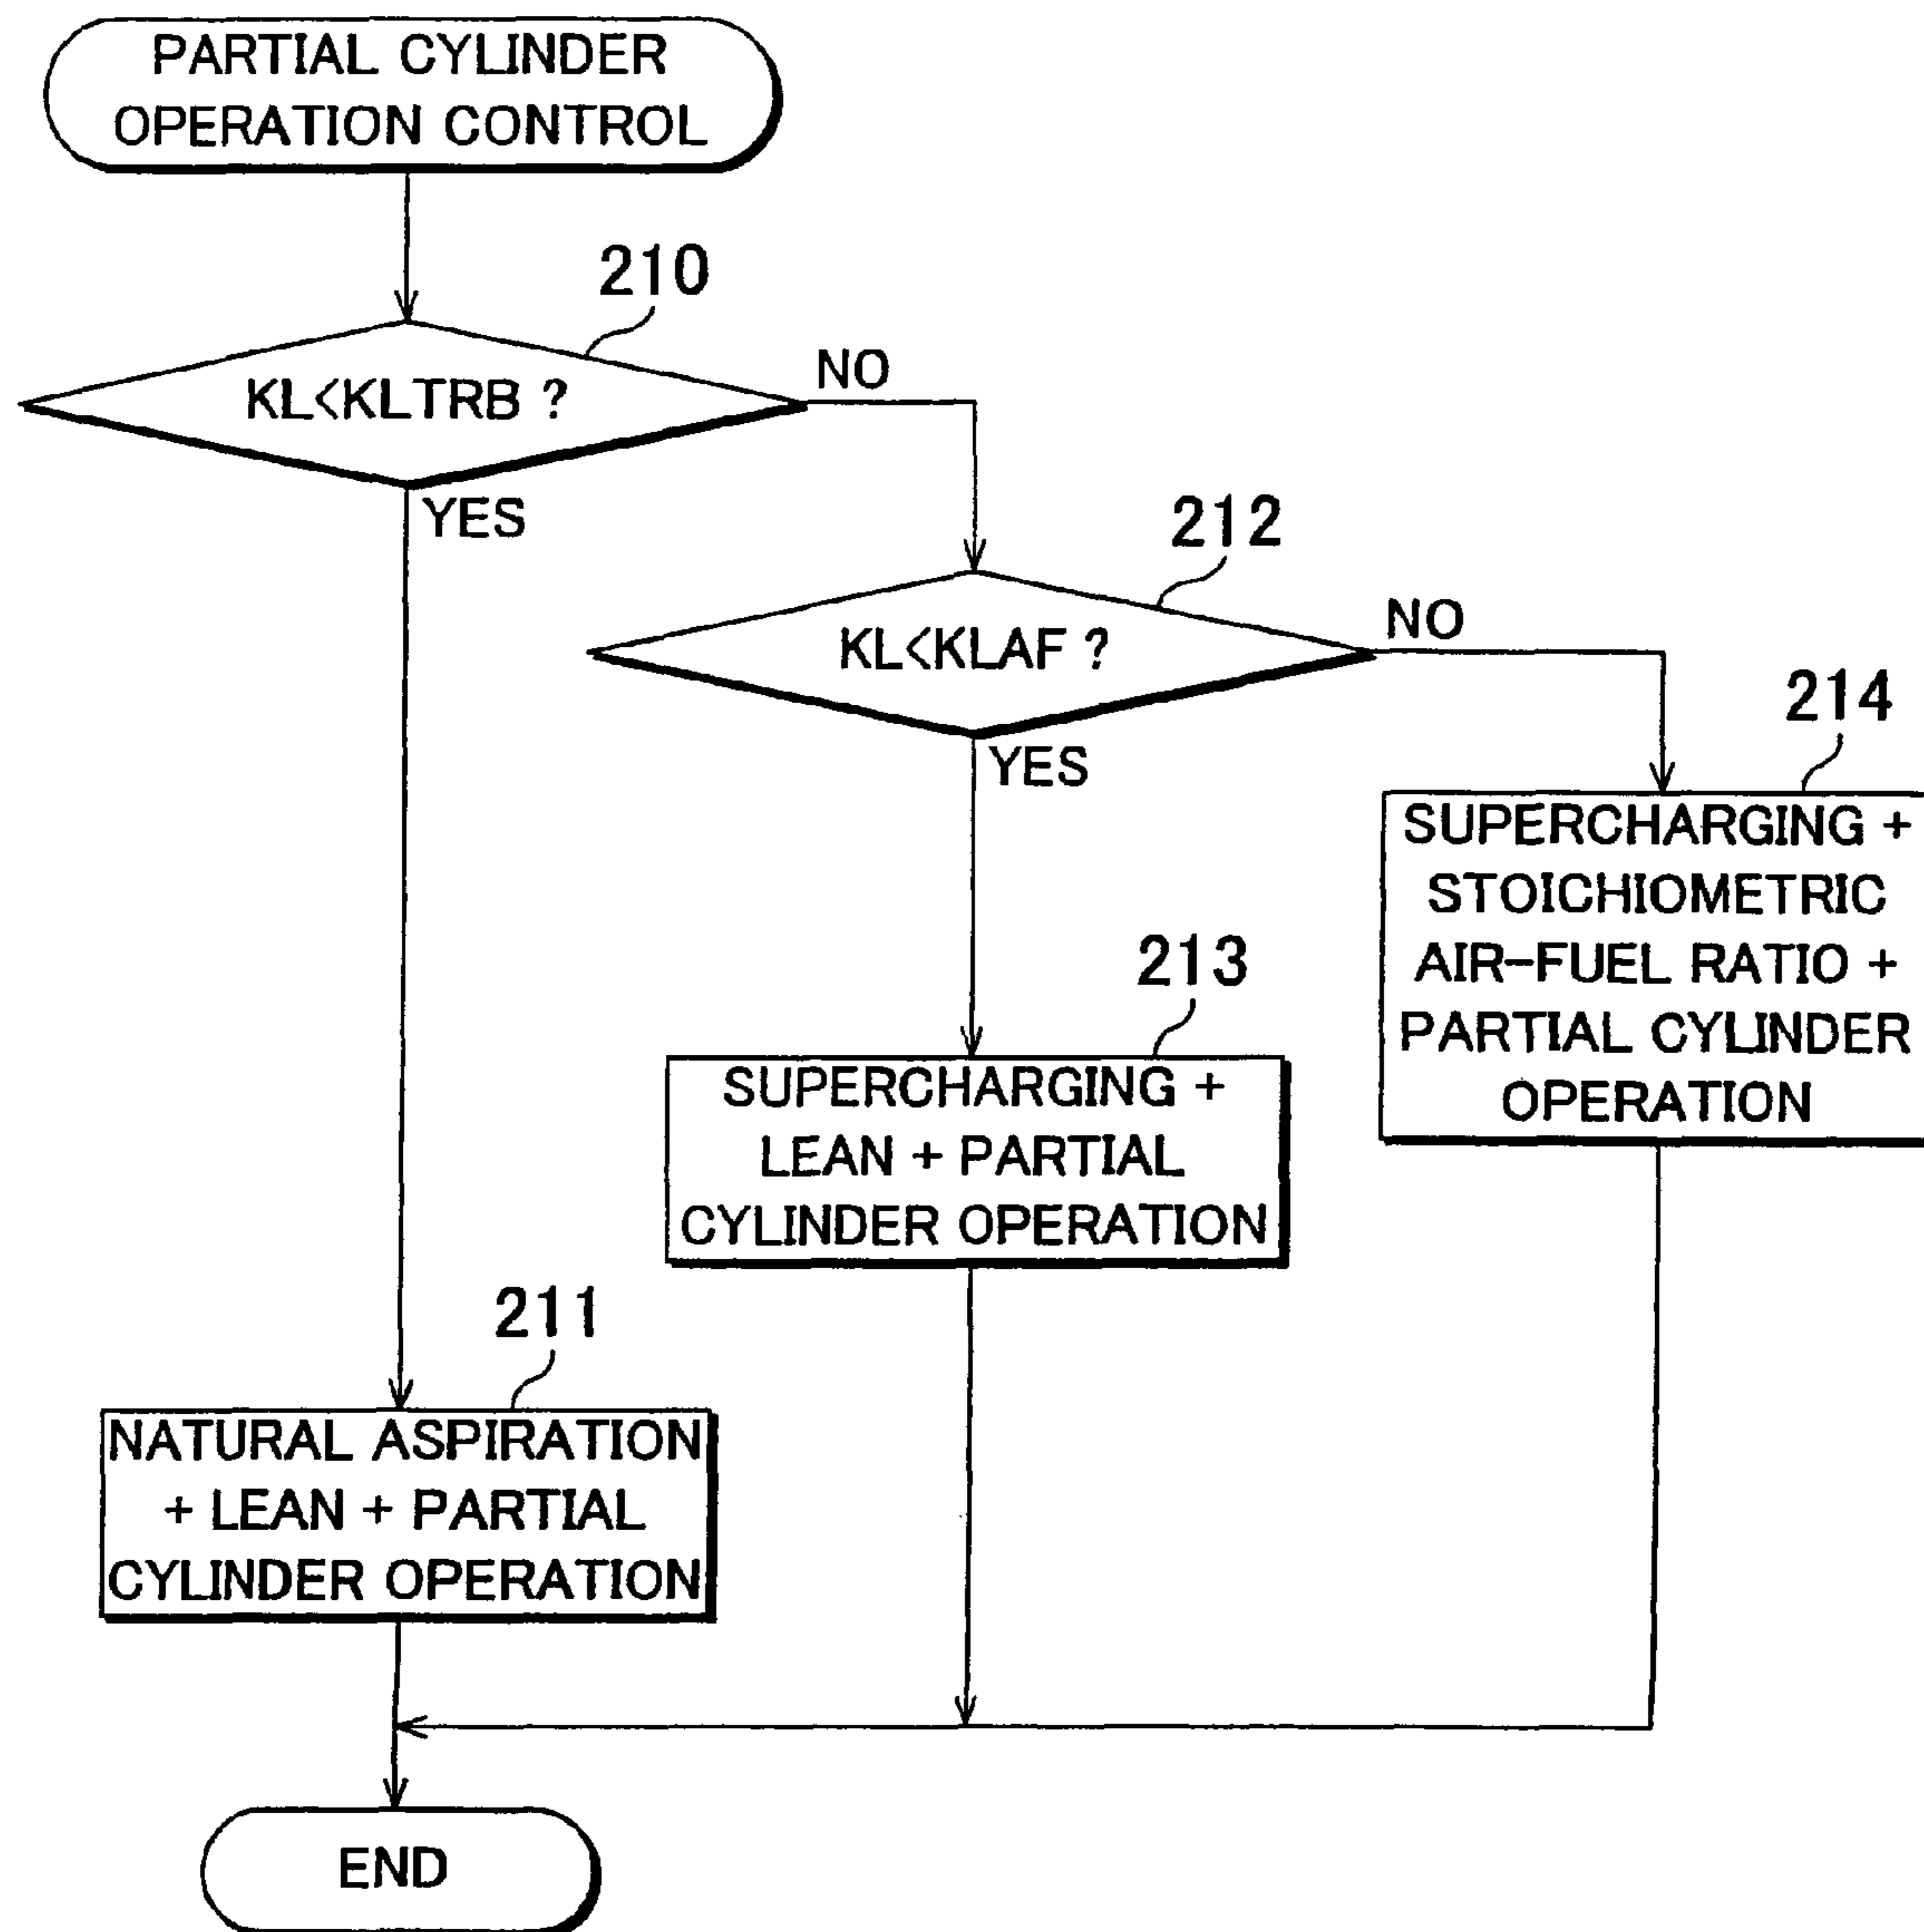 PARTIAL CYLINDER
OPERATION CONTROL
210
KL<KLTRB ?
NO
YES
212
KL<KLAF ?
NO
YES
214
SUPERCHARGING +
STOICHIOMETRIC
AIR-FUEL RATIO +
PARTIAL CYLINDER
OPERATION
213
SUPERCHARGING +
LEAN + PARTIAL
CYLINDER OPERATION
211
NATURAL ASPIRATION
+ LEAN + PARTIAL
CYLINDER OPERATION
END